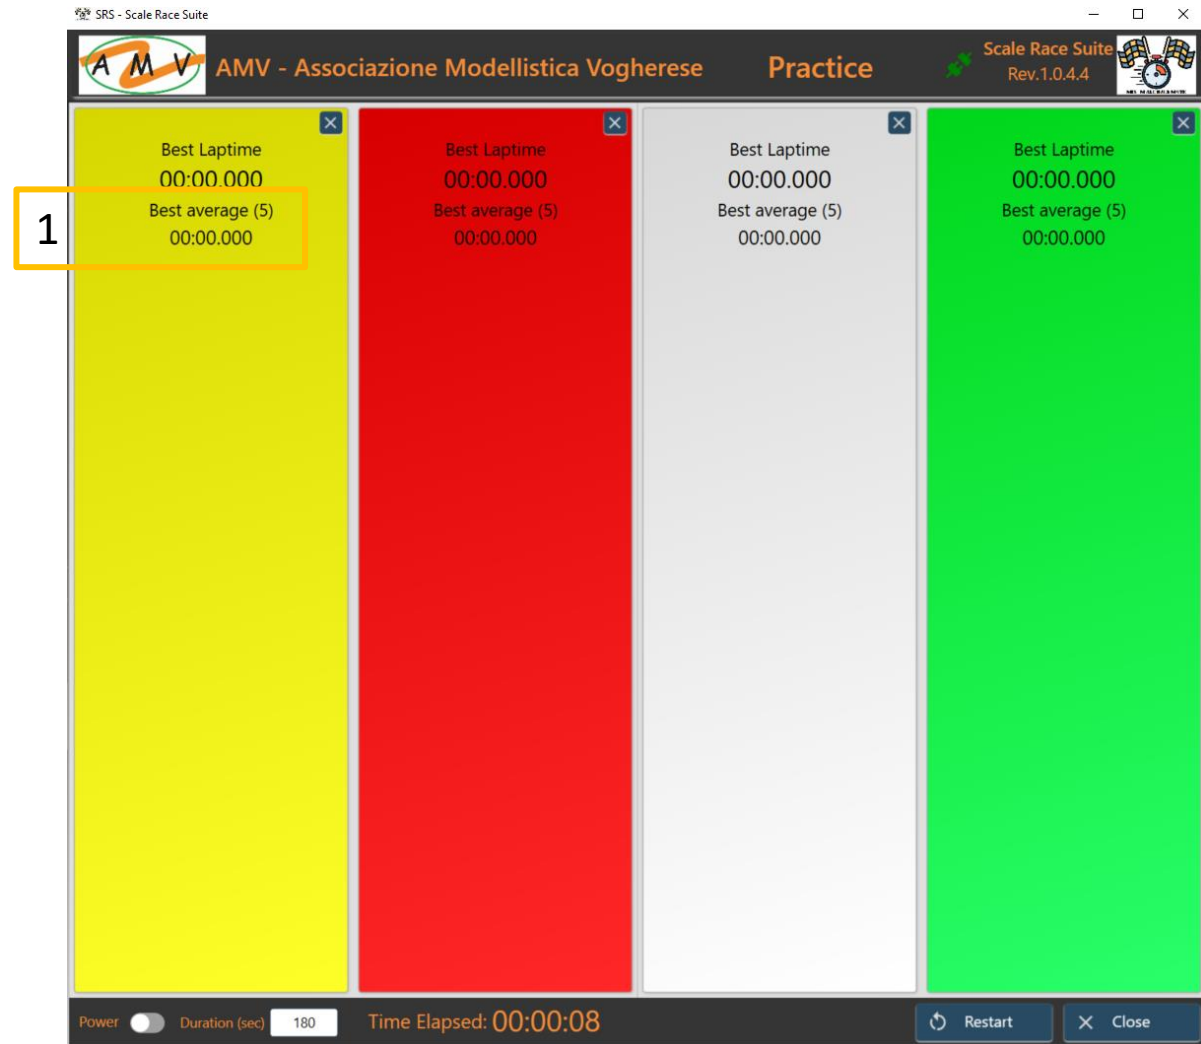 SRS - Scale Race Suite
AMV
AMV - Associazione Modellistica Vogherese
Practice
Scale Race Suite
Rev.1.0.4.4
Best Laptime
00:00.000
Best average (5)
00:00.000
Best Laptime
00:00.000
Best average (5)
00:00.000
Best Laptime
00:00.000
Best average (5)
00:00.000
Best Laptime
00:00.000
Best average (5)
00:00.000
1
Power
Duration (sec)
180
Time Elapsed: 00:00:08
Restart
Close